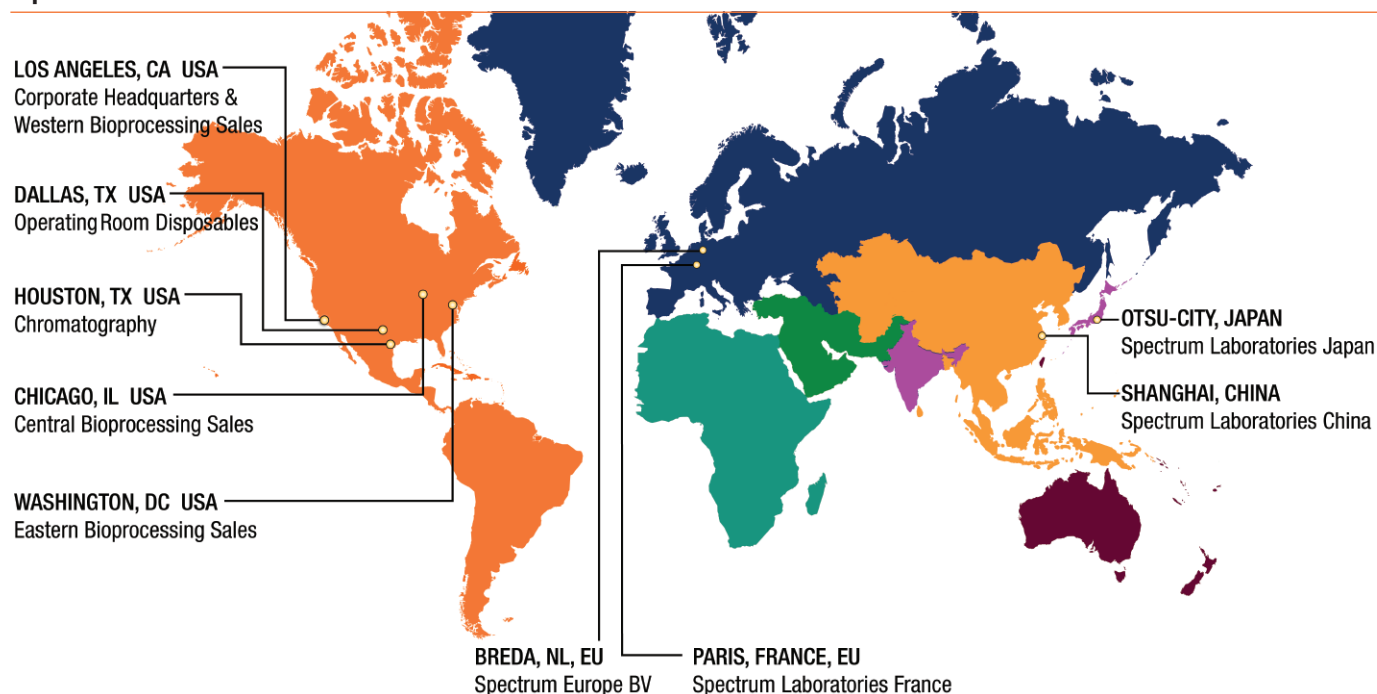 LOS ANGELES, CA USA
Corporate Headquarters &
Western Bioprocessing Sales
DALLAS, TX USA
Operating Room Disposables
HOUSTON, TX USA
Chromatography
CHICAGO, IL USA
Central Bioprocessing Sales
WASHINGTON, DC USA
Eastern Bioprocessing Sales
BREDA, NL, EU
Spectrum Europe BV
PARIS, FRANCE, EU
Spectrum Laboratories France
OTSU-CITY, JAPAN
Spectrum Laboratories Japan
SHANGHAI, CHINA
Spectrum Laboratories China